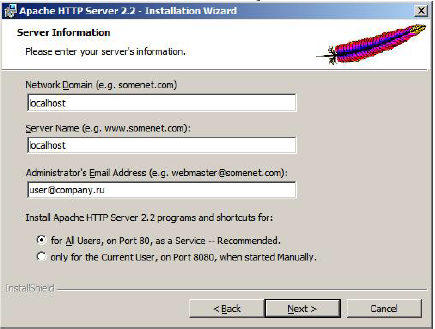 Apache HTTP Server 2.2 - Installation Wizard
Server Information
Please enter your server's information.
Network Domain (e.g. somenet.com)
localhost
Server Name (e.g. www.somenet.com):
localhost
Administrator's Email Address (e.g. webmaster@somenet.com):
user@company.ru
Install Apache HTTP Server 2.2 programs and shortcuts for:
for All Users, on Port 80, as a Service -- Recommended.
only for the Current User, on Port 8080, when started Manually.
InstallShield
< Back
Next >
Cancel